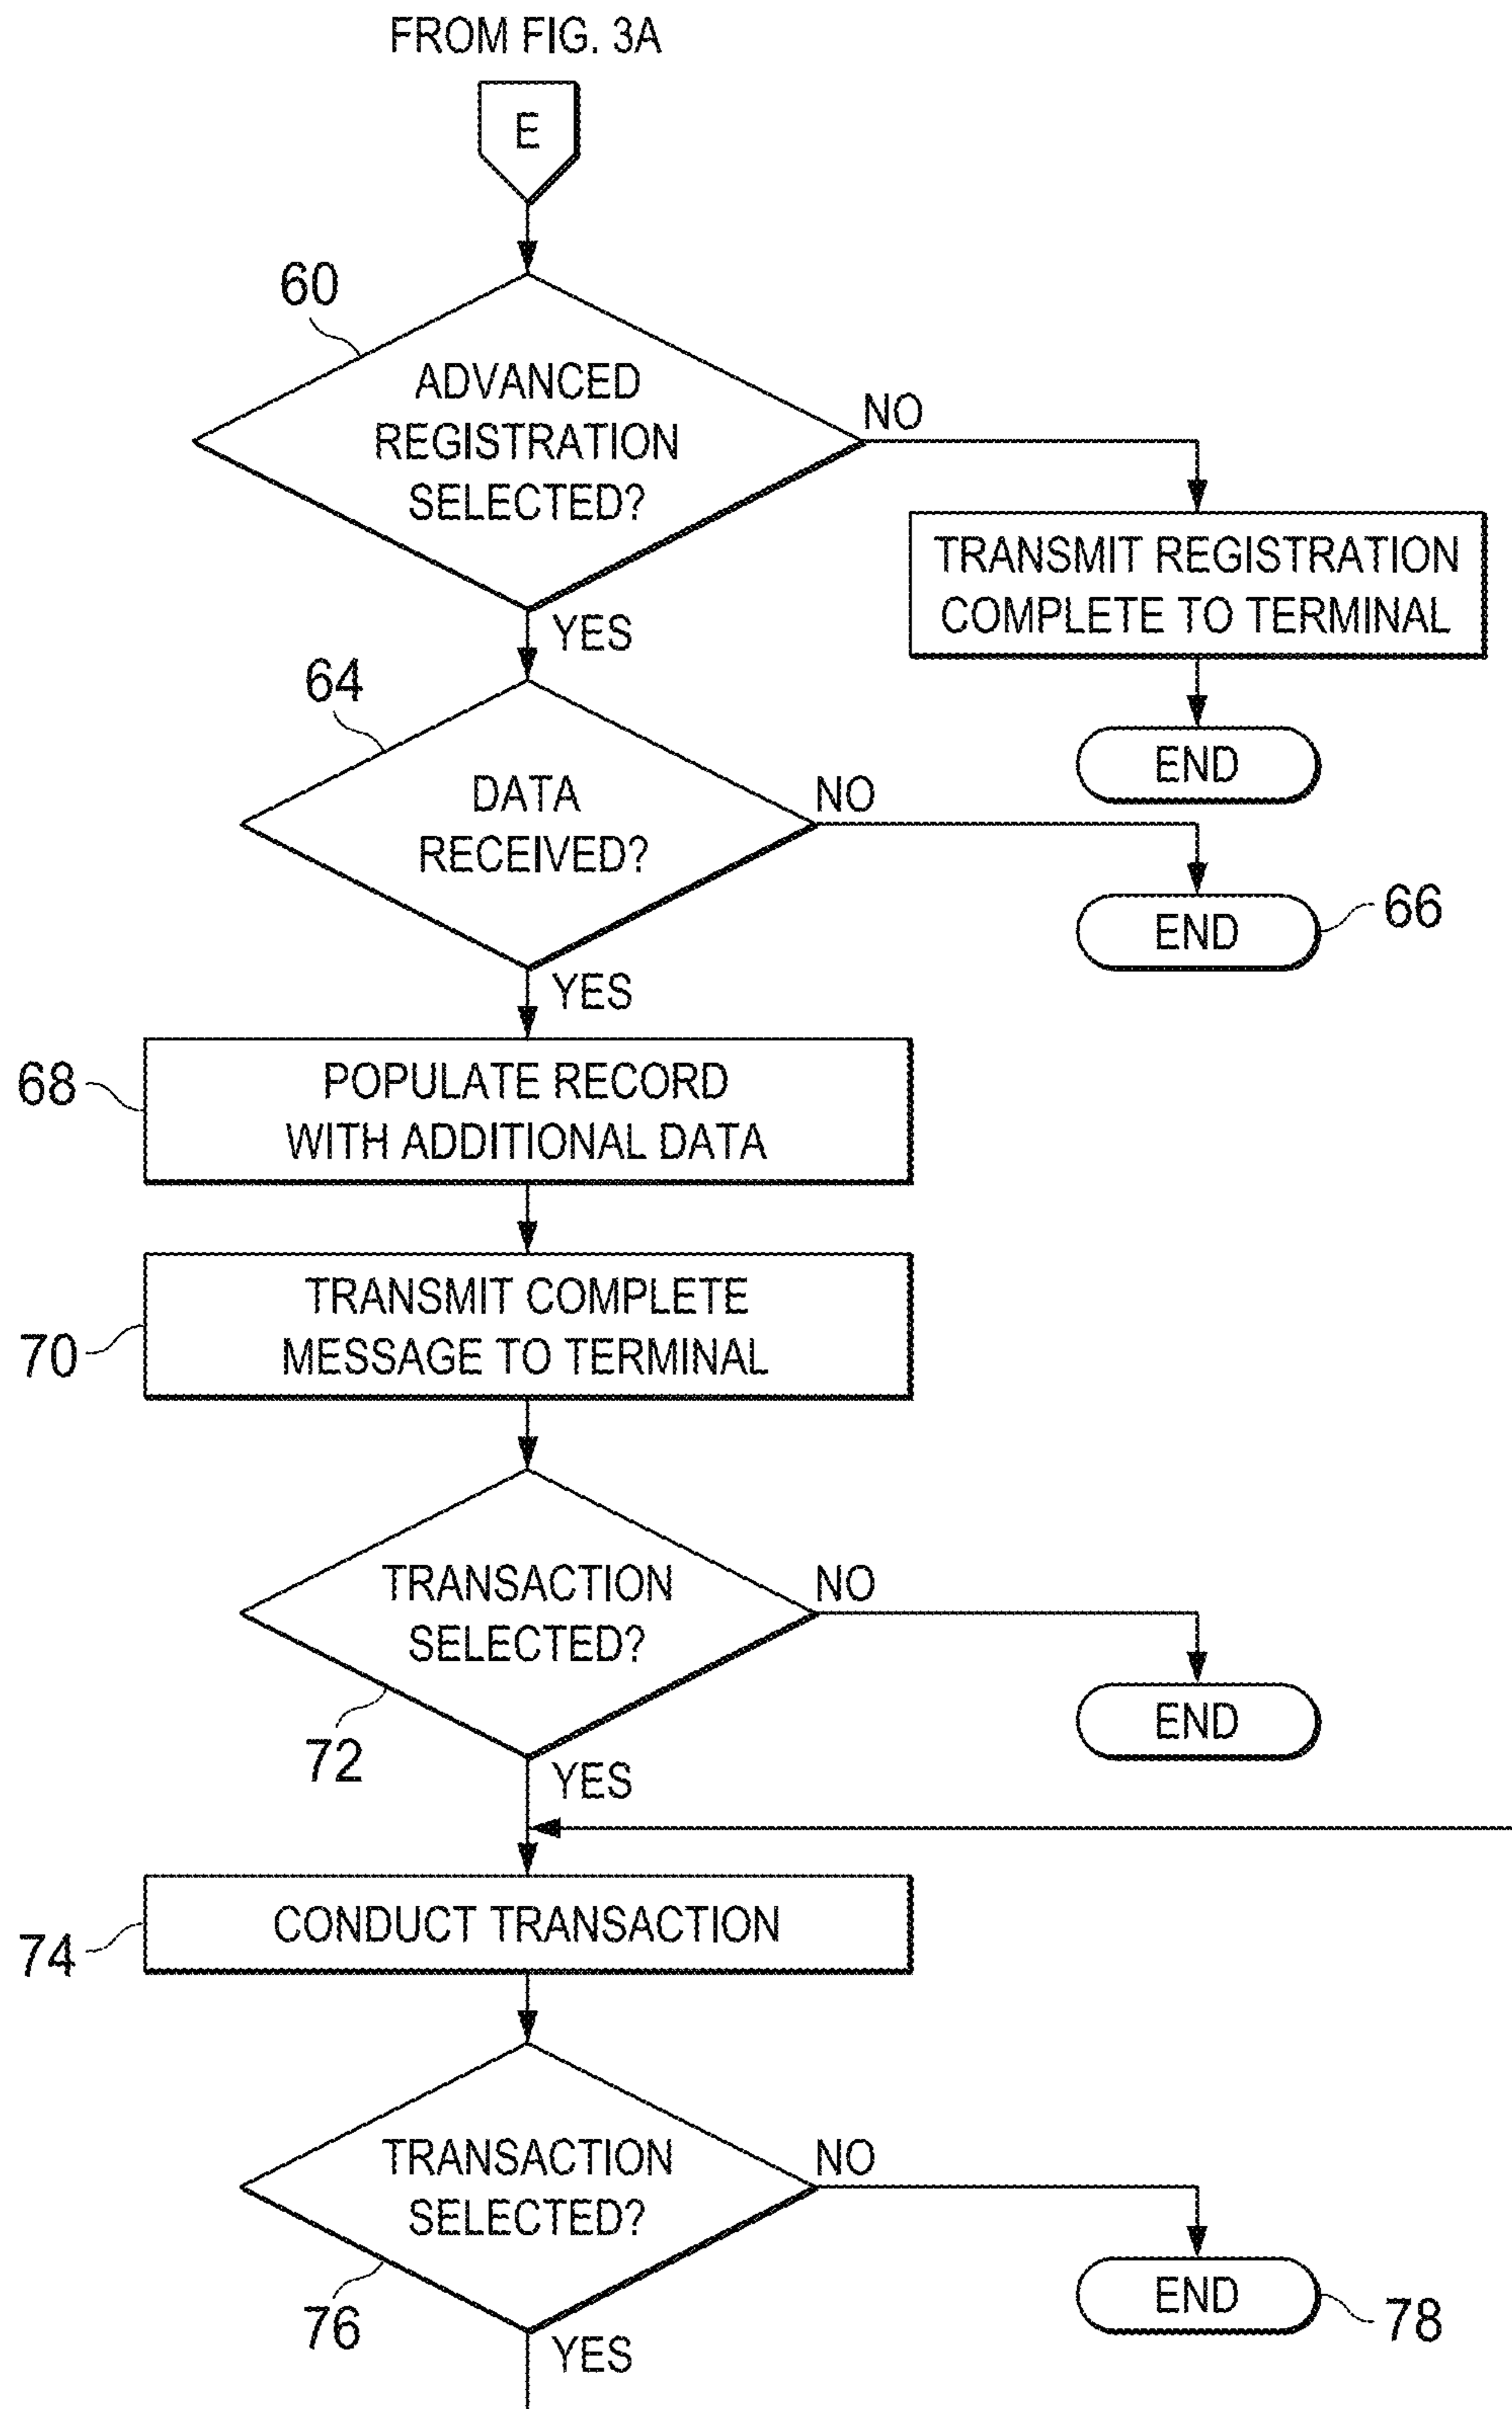 FROM FIG. 3A
E
60
ADVANCED
REGISTRATION
SELECTED?
NO
TRANSMIT REGISTRATION
COMPLETE TO TERMINAL
YES
END
64
DATA
RECEIVED?
NO
END
66
YES
68
POPULATE RECORD
WITH ADDITIONAL DATA
70
TRANSMIT COMPLETE
MESSAGE TO TERMINAL
TRANSACTION
SELECTED?
NO
72
END
YES
74
CONDUCT TRANSACTION
TRANSACTION
SELECTED?
NO
76
END
78
YES